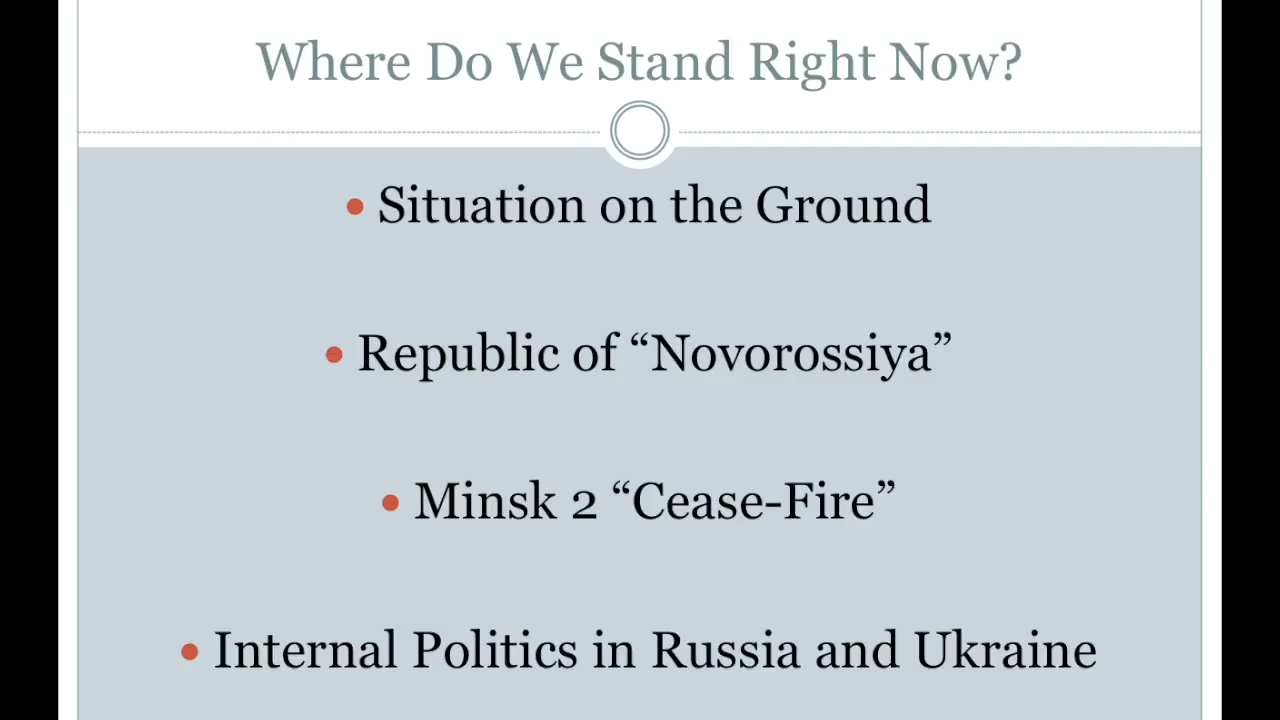 Where Do We Stand Right Now?
• Situation on the Ground
• Republic of “Novorossiya”
• Minsk 2 “Cease-Fire”
• Internal Politics in Russia and Ukraine